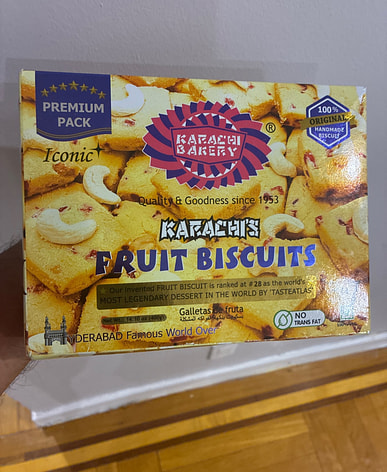 PREMIUM
PACK
Iconic
KARACHI
BAKERY
®
100%
ORIGINAL
HANDMADE
BISCUIT
Quality & Goodness since 1953
KARACHI'S
FRUIT BISCUITS
Our invented FRUIT BISCUIT is ranked at #28 as the world's
MOST LEGENDARY DESSERT IN THE WORLD BY 'TASTEATLAS'
Galletas de fruta
NO
TRANS FAT
DERABAD Famous World Over